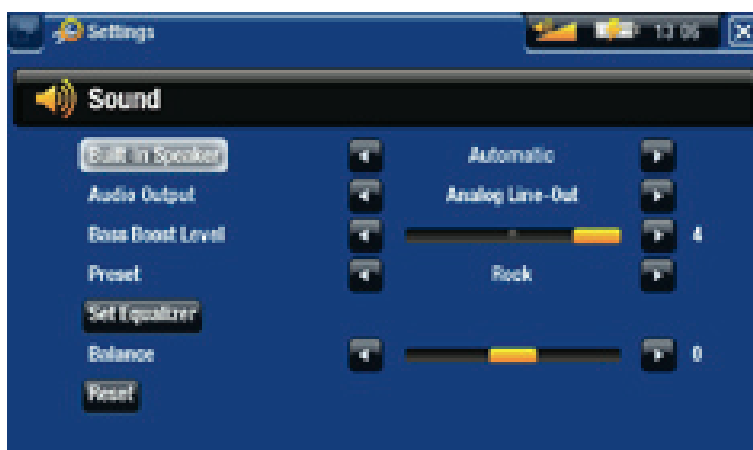 Settings 13 05
Sound
Built-in Speaker Automatic
Audio Output Analog Line-Out
Bass Boost Level 4
Preset Rock
Set Equalizer
Balance 0
Reset